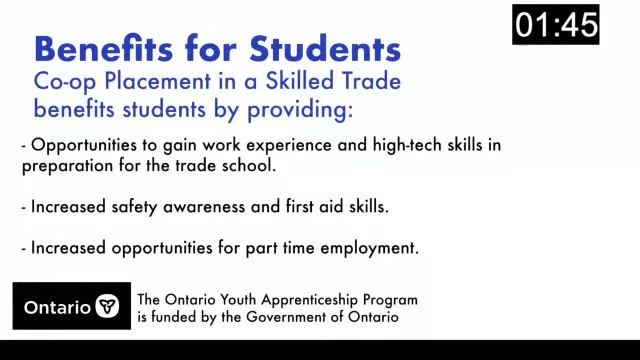 01:45
Benefits for Students
Co-op Placement in a Skilled Trade
benefits students by providing:
- Opportunities to gain work experience and high-tech skills in
preparation for the trade school.
- Increased safety awareness and first aid skills.
- Increased opportunities for part time employment.
Ontario
The Ontario Youth Apprenticeship Program
is funded by the Government of Ontario